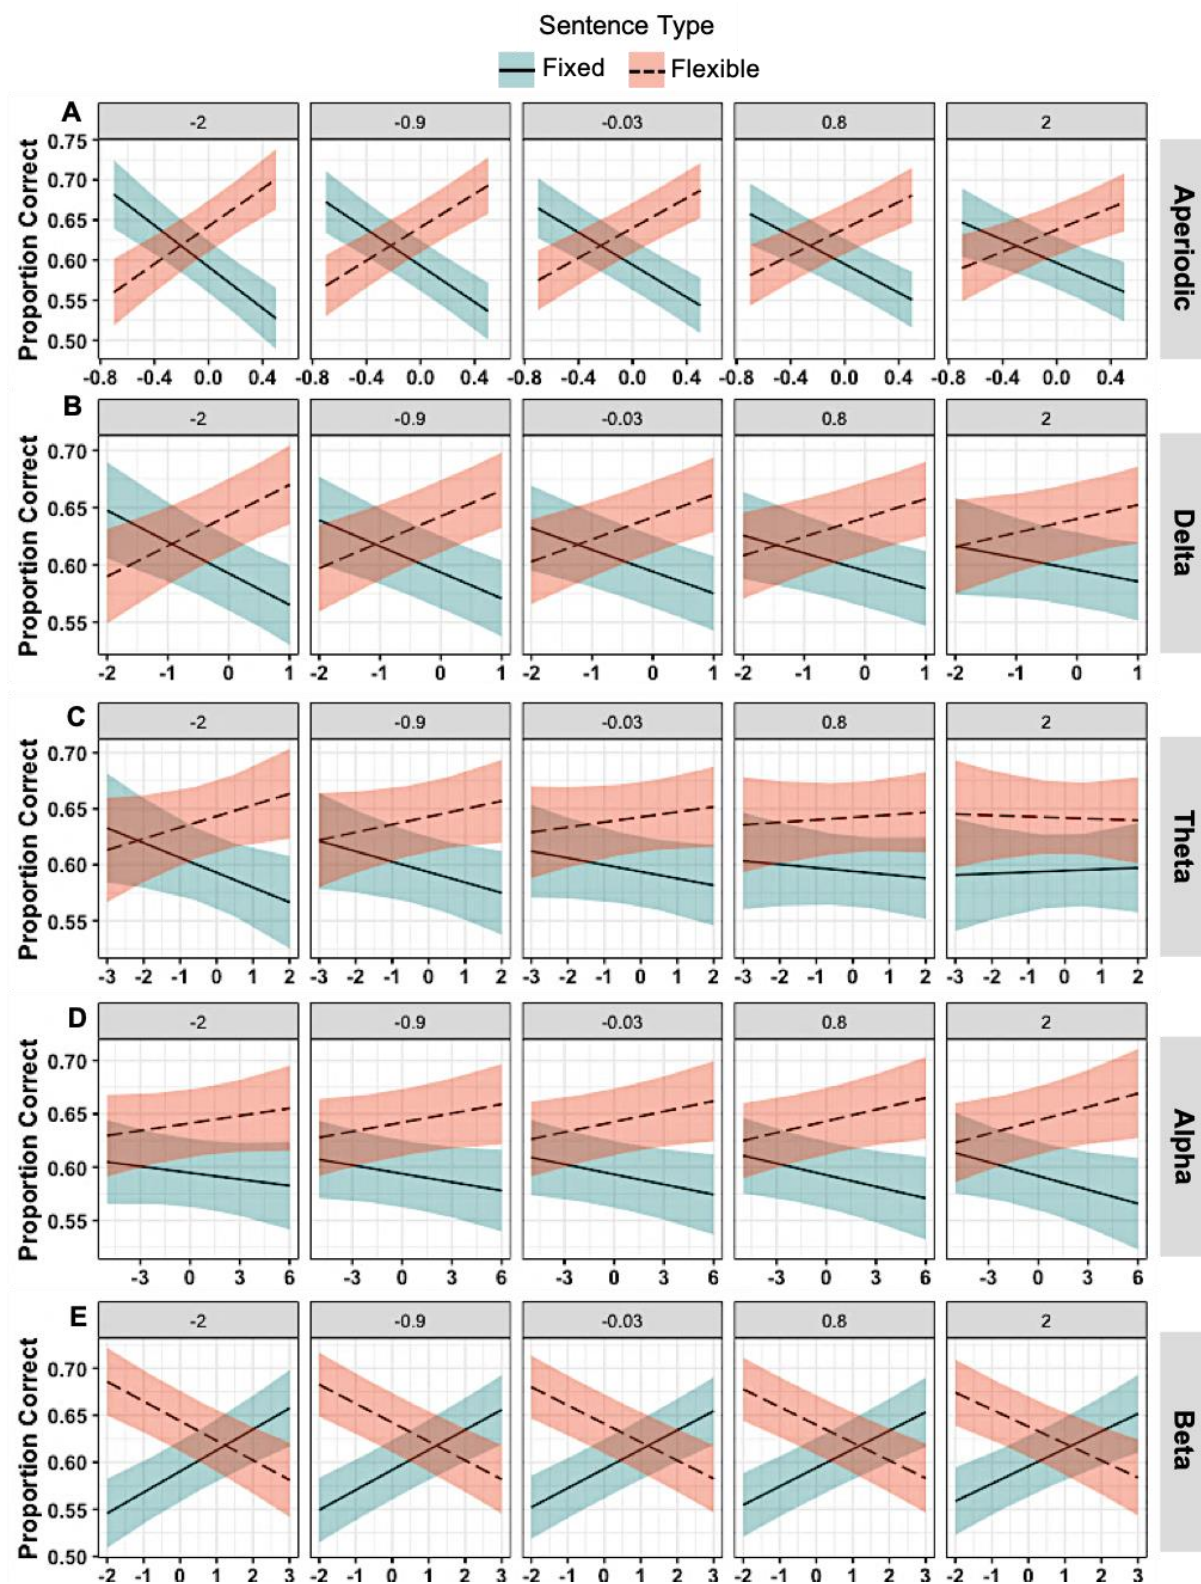 Sentence Type
Fixed Flexible
A
-2 -0.9 -0.03 0.8 2
Proportion Correct
0.75
0.70
0.65
0.60
0.55
0.50
Aperiodic
-0.8 -0.4 0.0 0.4 -0.8 -0.4 0.0 0.4 -0.8 -0.4 0.0 0.4 -0.8 -0.4 0.0 0.4 -0.8 -0.4 0.0 0.4
B
-2 -0.9 -0.03 0.8 2
Proportion Correct
0.70
0.65
0.60
0.55
Delta
-2 -1 0 1 -2 -1 0 1 -2 -1 0 1 -2 -1 0 1 -2 -1 0 1
C
-2 -0.9 -0.03 0.8 2
Proportion Correct
0.70
0.65
0.60
0.55
Theta
-3 -2 -1 0 1 2 -3 -2 -1 0 1 2 -3 -2 -1 0 1 2 -3 -2 -1 0 1 2 -3 -2 -1 0 1 2
D
-2 -0.9 -0.03 0.8 2
Proportion Correct
0.70
0.65
0.60
0.55
Alpha
-3 0 3 6 -3 0 3 6 -3 0 3 6 -3 0 3 6 -3 0 3 6
E
-2 -0.9 -0.03 0.8 2
Proportion Correct
0.70
0.65
0.60
0.55
0.50
Beta
-2 -1 0 1 2 3 -2 -1 0 1 2 3 -2 -1 0 1 2 3 -2 -1 0 1 2 3 -2 -1 0 1 2 3